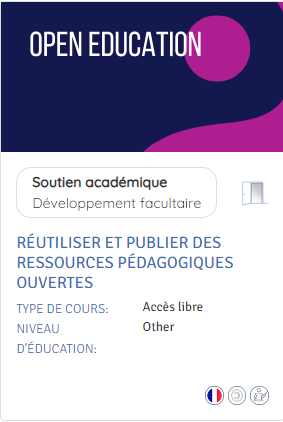 OPEN EDUCATION
Soutien académique
Développement facultaire
RÉUTILISER ET PUBLIER DES
RESSOURCES PÉDAGOGIQUES
OUVERTES
TYPE DE COURS: Accès libre
NIVEAU Other
D'ÉDUCATION: